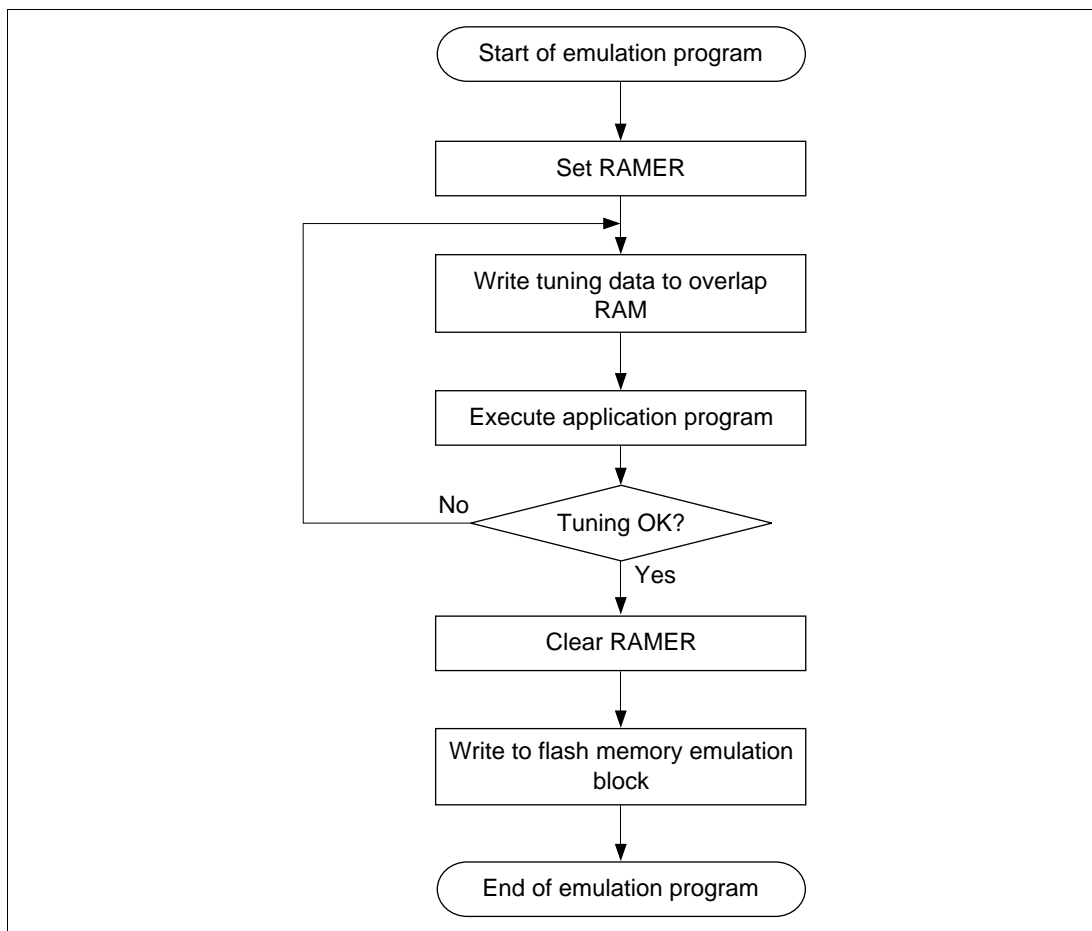 Start of emulation program
Set RAMER
Write tuning data to overlap
RAM
Execute application program
No
Tuning OK?
Yes
Clear RAMER
Write to flash memory emulation
block
End of emulation program